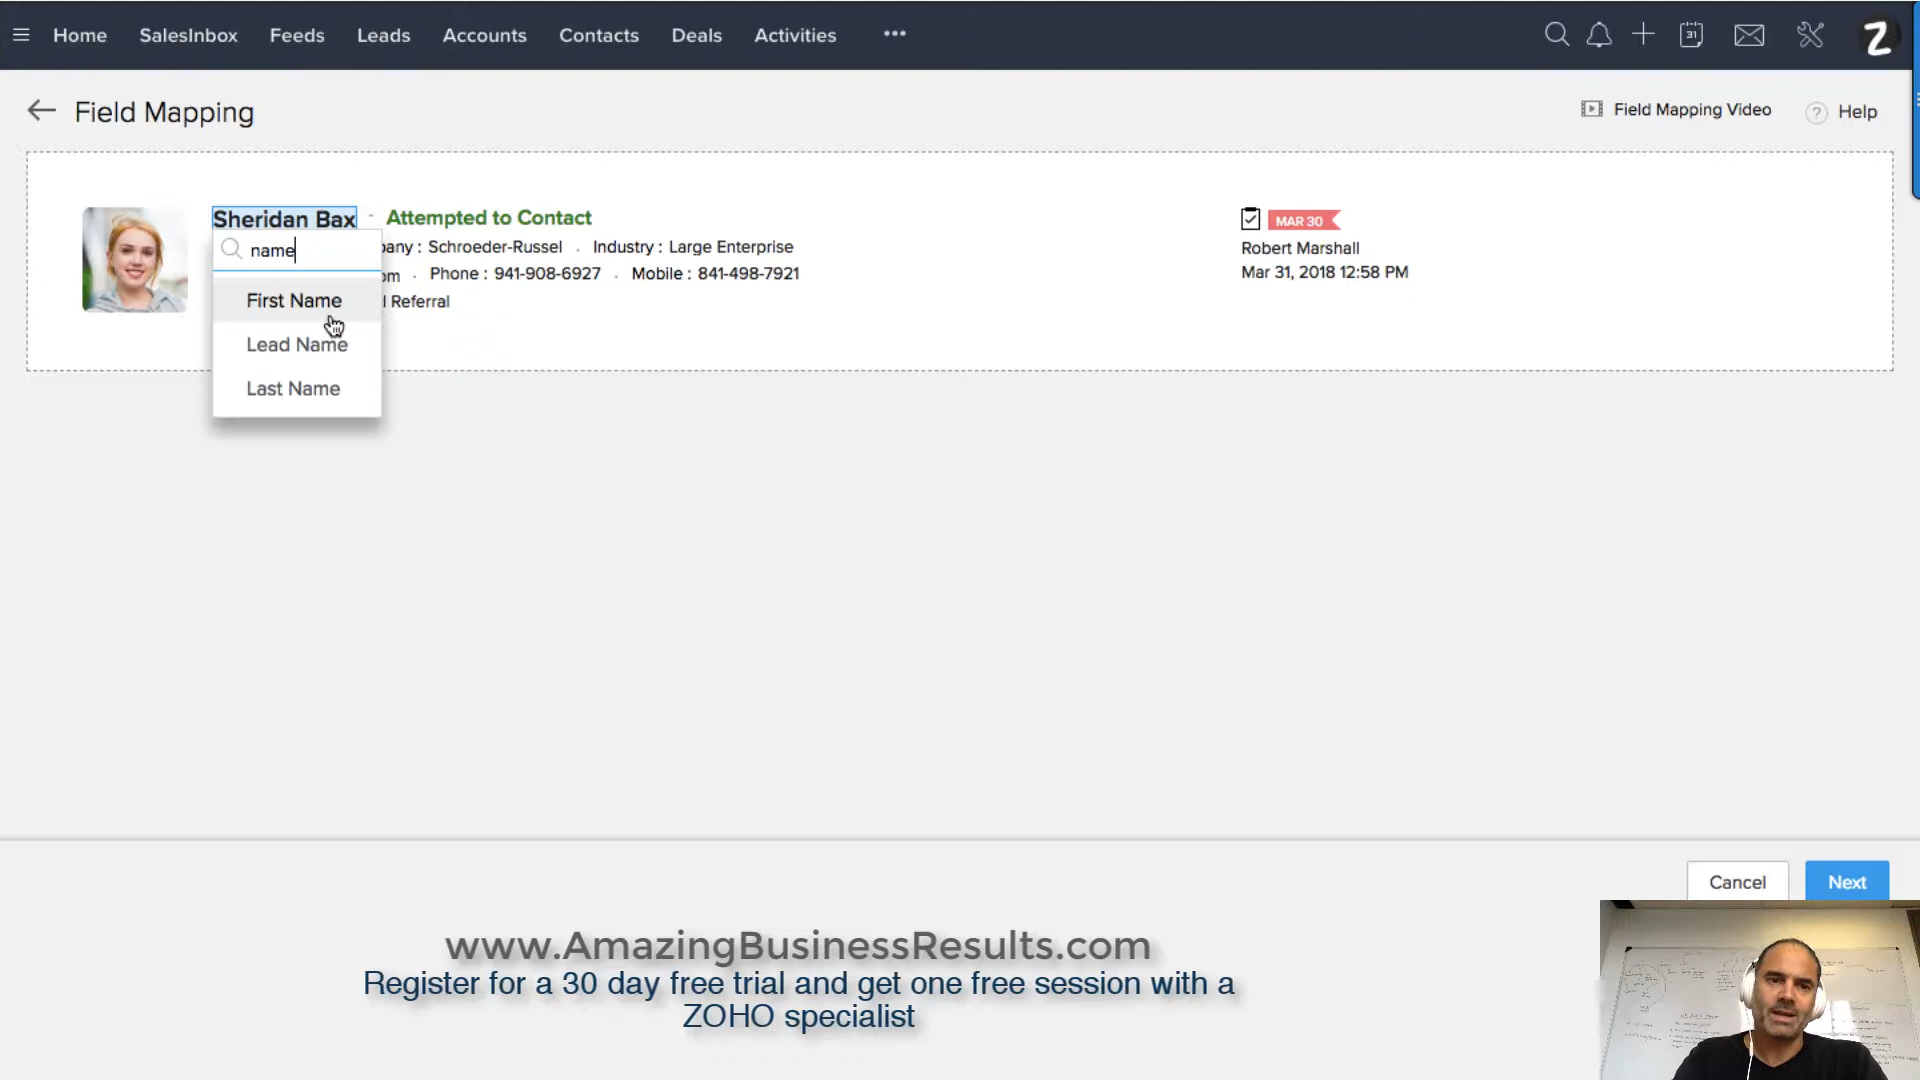 Home SalesInbox Feeds Leads Accounts Contacts Deals Activities ••• 31 Z
Field Mapping
Field Mapping Video ? Help
Sheridan Bax Attempted to Contact
MAR 30
name
any : Schroeder-Russel . Industry : Large Enterprise
Robert Marshall
om . Phone : 941-908-6927 . Mobile : 841-498-7921
Mar 31, 2018 12:58 PM
First Name
l Referral
Lead Name
Last Name
Cancel Next
www.AmazingBusinessResults.com
Register for a 30 day free trial and get one free session with a
ZOHO specialist